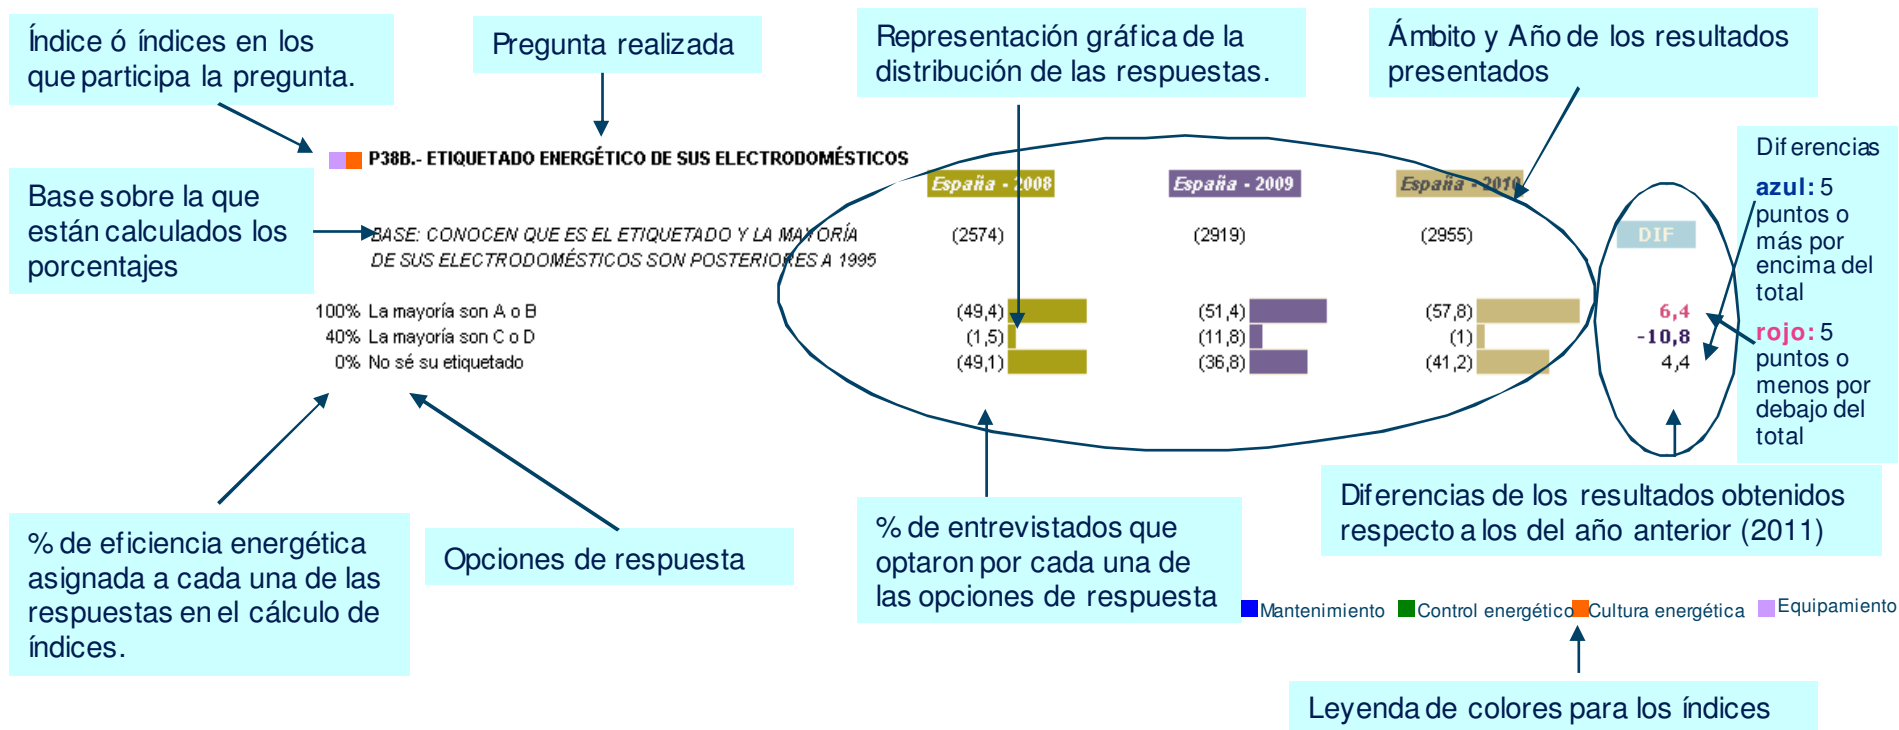 Índice ó índices en los
que participa la pregunta.
Pregunta realizada
Representación gráfica de la
distribución de las respuestas.
Ámbito y Año de los resultados
presentados
P38B.- ETIQUETADO ENERGÉTICO DE SUS ELECTRODOMÉSTICOS
Base sobre la que
están calculados los
porcentajes
España - 2008 España - 2009 España - 2010
BASE: CONOCEN QUE ES EL ETIQUETADO Y LA MAYORÍA
DE SUS ELECTRODOMÉSTICOS SON POSTERIORES A 1995
(2574) (2919) (2955) DIF
100% La mayoría son A o B (49,4) (51,4) (57,8) 6,4
40% La mayoría son C o D (1,5) (11,8) (1) -10,8
0% No sé su etiquetado (49,1) (36,8) (41,2) 4,4
Diferencias
azul: 5
puntos o
más por
encima del
total
rojo: 5
puntos o
menos por
debajo del
total
% de eficiencia energética
asignada a cada una de las
respuestas en el cálculo de
índices.
Opciones de respuesta
% de entrevistados que
optaron por cada una de
las opciones de respuesta
Diferencias de los resultados obtenidos
respecto a los del año anterior (2011)
Mantenimiento Control energético Cultura energética Equipamiento
Leyenda de colores para los índices